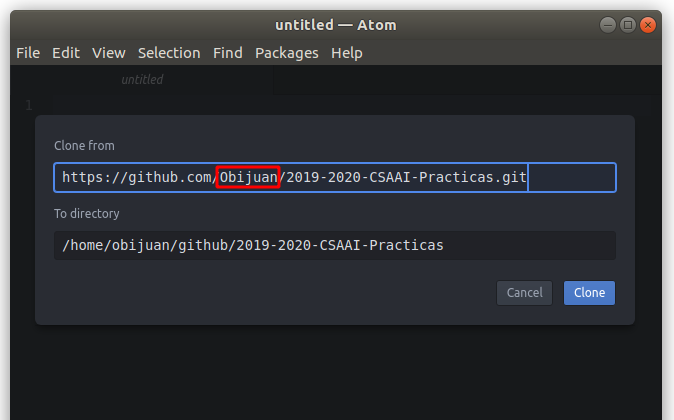 untitled — Atom
File Edit View Selection Find Packages Help
untitled
1
Clone from
https://github.com/Obijuan/2019-2020-CSAAI-Practicas.git
To directory
/home/obijuan/github/2019-2020-CSAAI-Practicas
Cancel Clone